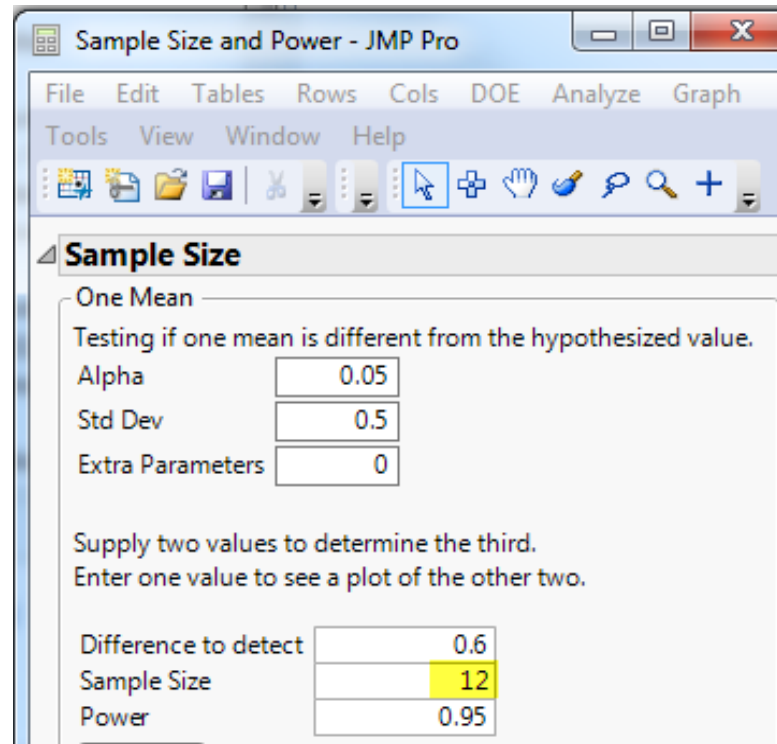 Sample Size and Power - JMP Pro
File Edit Tables Rows Cols DOE Analyze Graph
Tools View Window Help
Sample Size
One Mean
Testing if one mean is different from the hypothesized value.
Alpha 0.05
Std Dev 0.5
Extra Parameters 0
Supply two values to determine the third.
Enter one value to see a plot of the other two.
Difference to detect 0.6
Sample Size 12
Power 0.95